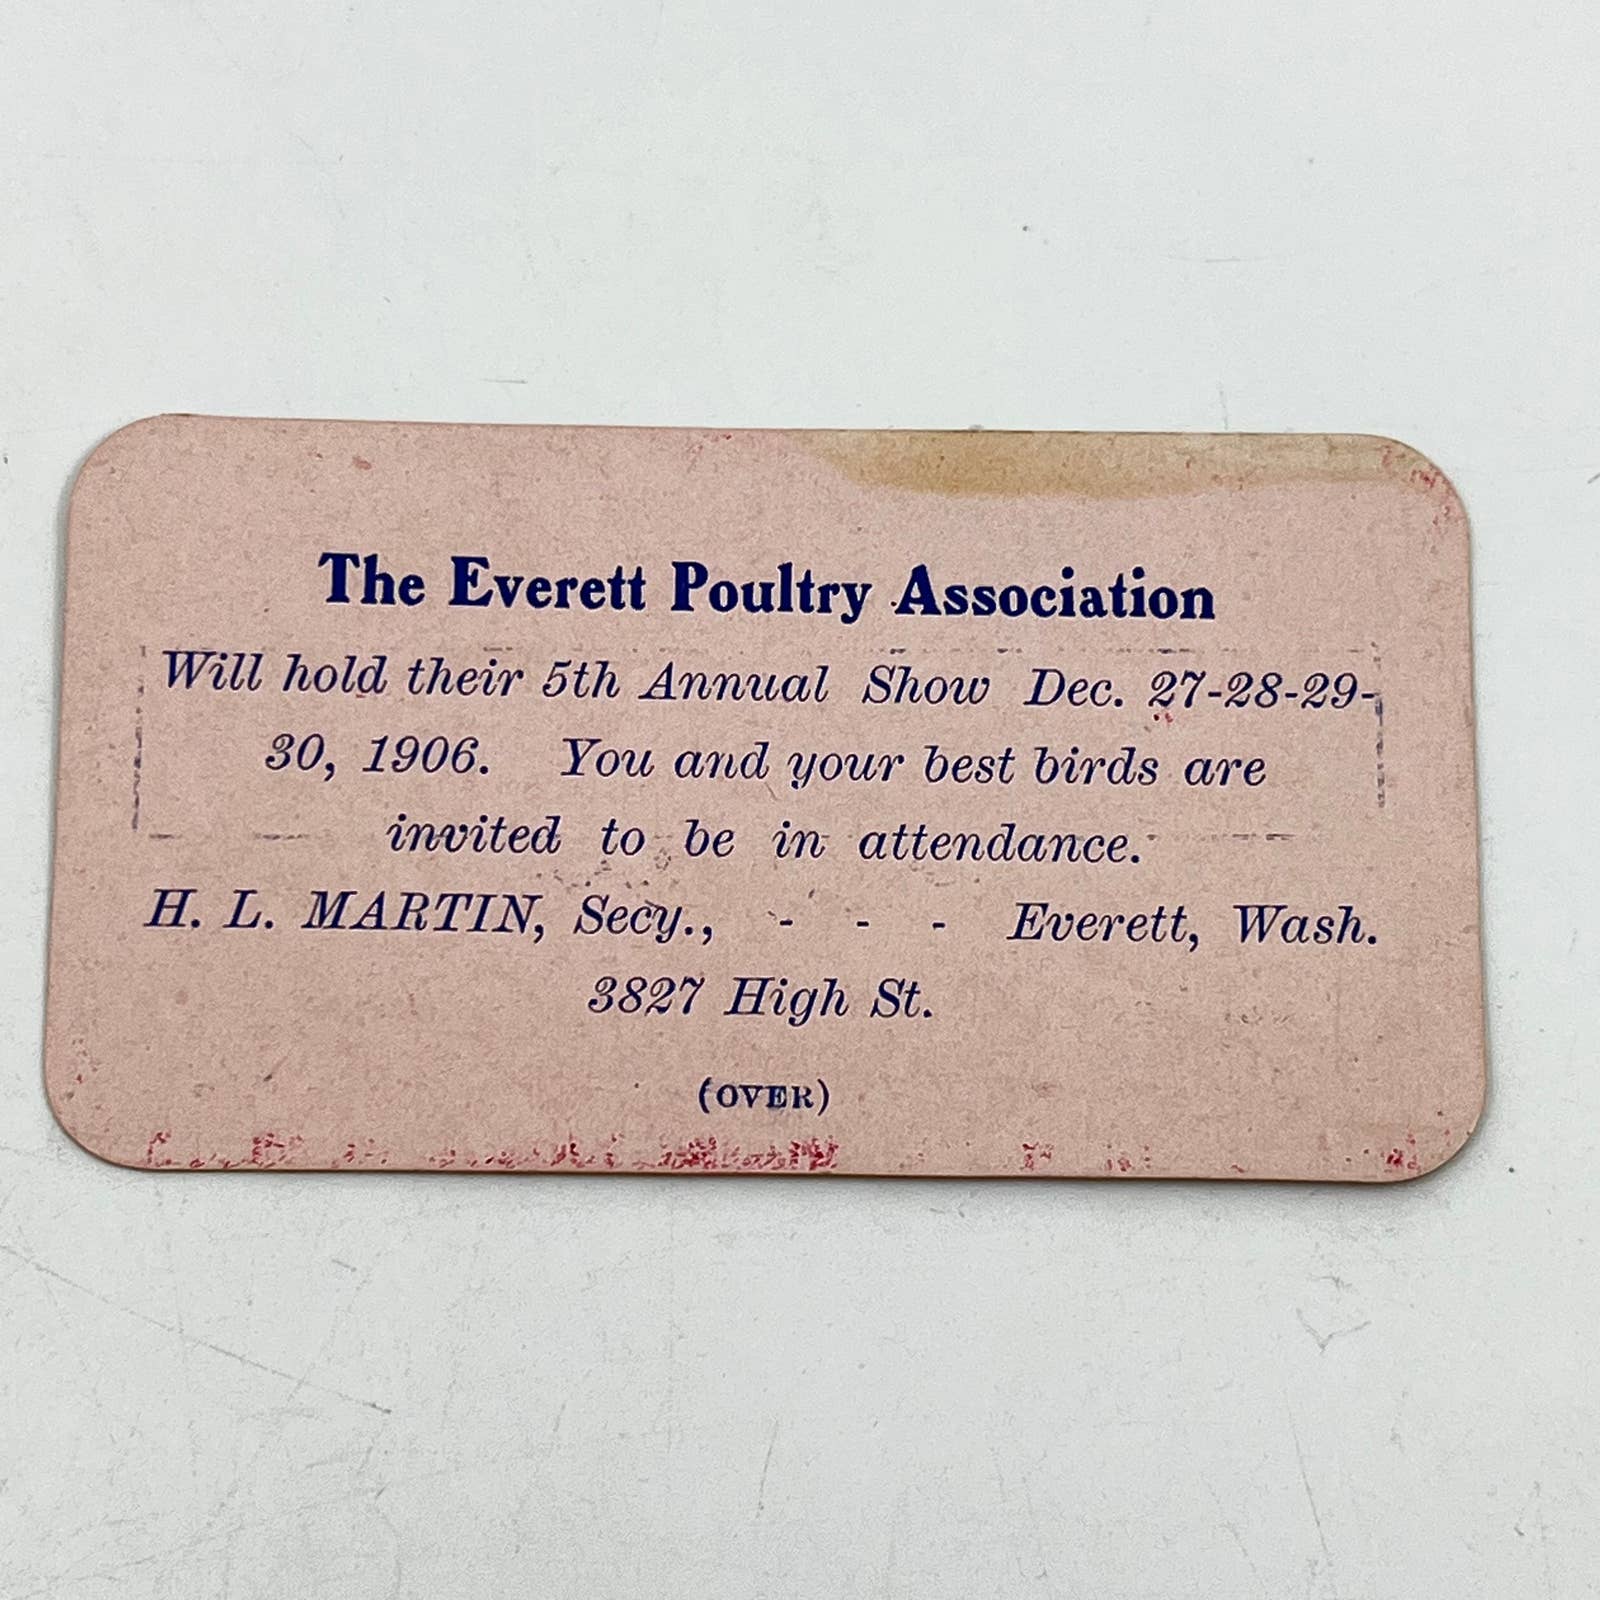 The Everett Poultry Association
Will hold their 5th Annual Show Dec. 27-28-29-
30, 1906. You and your best birds are
invited to be in attendance.
H. L. MARTIN, Secy., - - - Everett, Wash.
3827 High St.
(OVER)